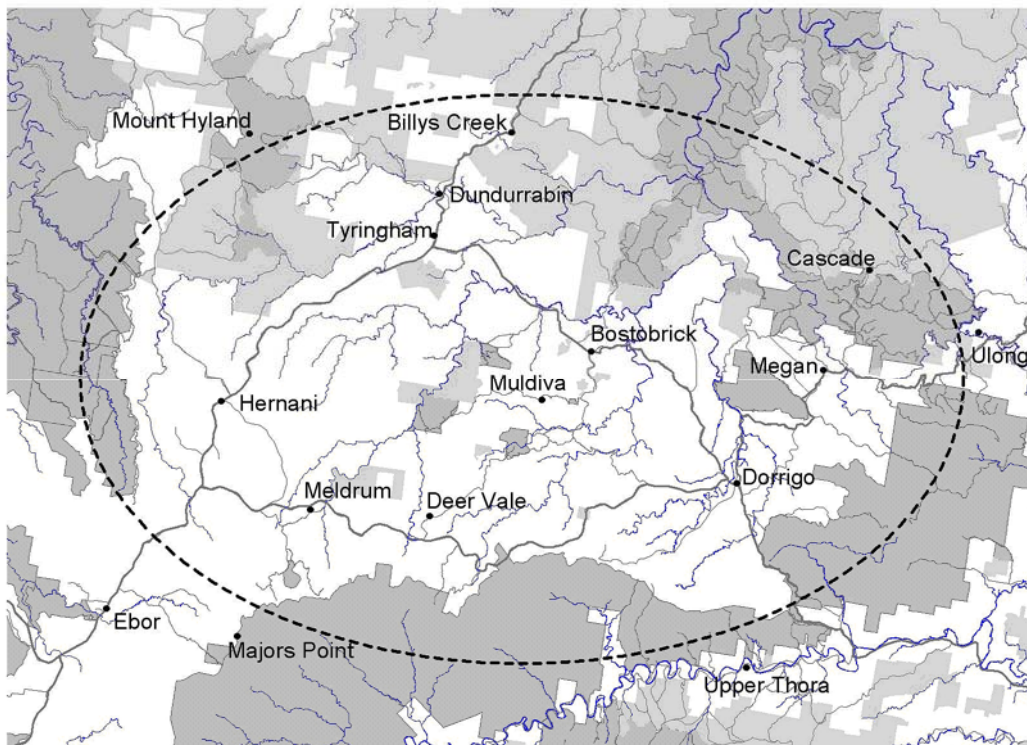 Mount Hyland
Billys Creek
Dundurrabin
Tyringham
Cascade
Bostobrick
Ulong
Megan
Muldiva
Hernani
Dorrigo
Meldrum
Deer Vale
Ebor
Majors Point
Upper Thora